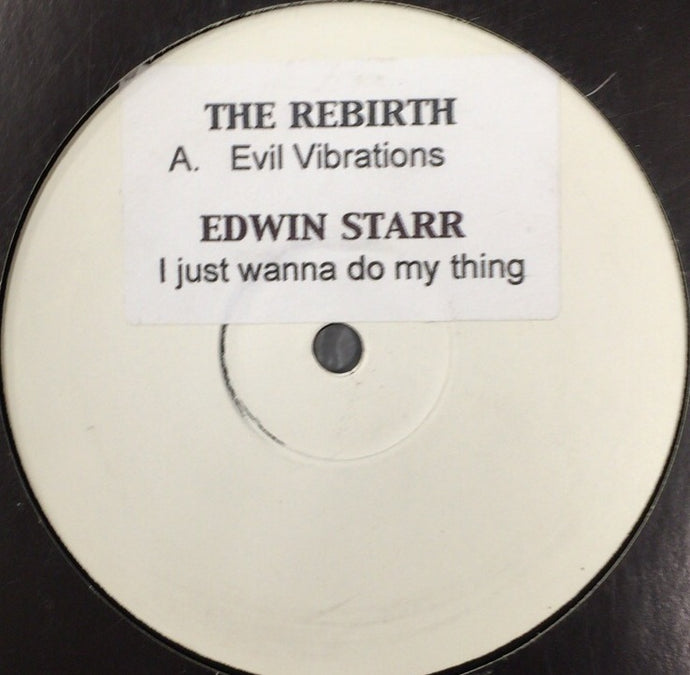 THE REBIRTH
A. Evil Vibrations
EDWIN STARR
I just wanna do my thing